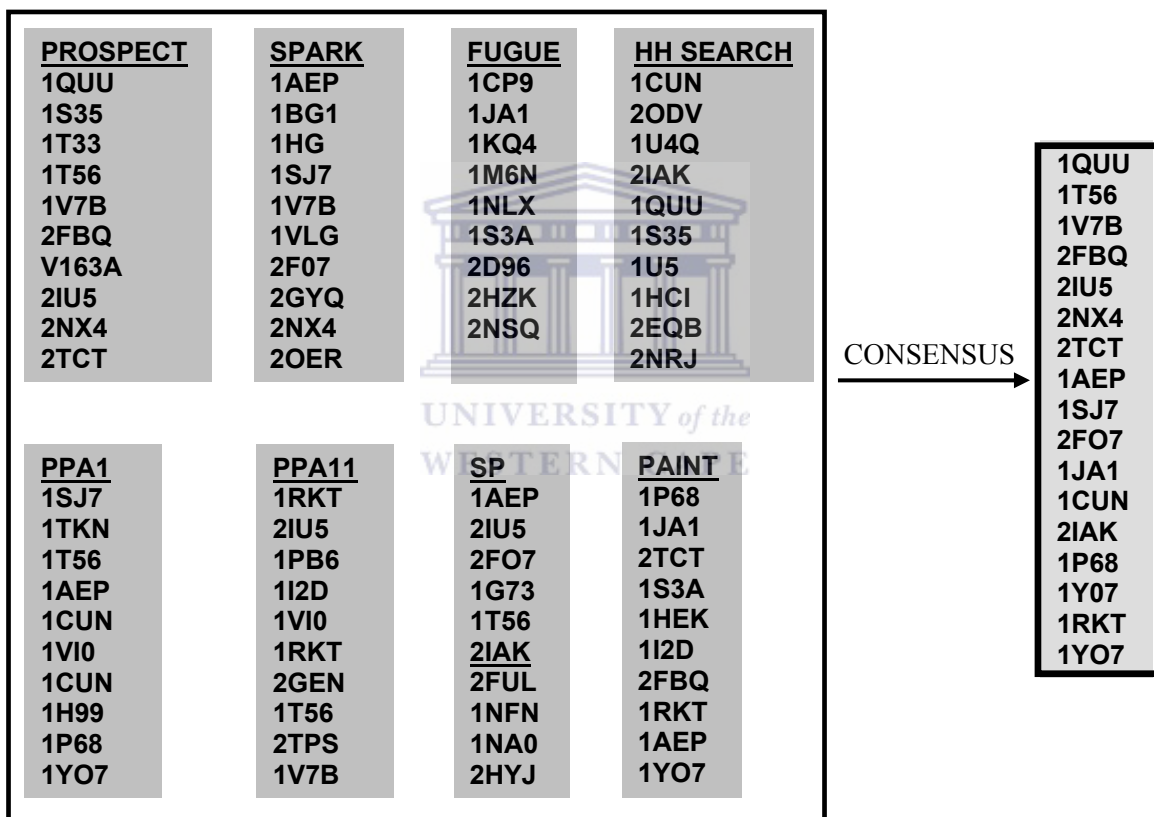 PROSPECT
1QUU
1S35
1T33
1T56
1V7B
2FBQ
V163A
2IU5
2NX4
2TCT
SPARK
1AEP
1BG1
1HG
1SJ7
1V7B
1VLG
2F07
2GYQ
2NX4
2OER
FUGUE
1CP9
1JA1
1KQ4
1M6N
1NLX
1S3A
2D96
2HZK
2NSQ
HH SEARCH
1CUN
2ODV
1U4Q
2IAK
1QUU
1S35
1U5
1HCI
2EQB
2NRJ
UNIVERSITY of the
WESTERN CAPE
PPA1
1SJ7
1TKN
1T56
1AEP
1CUN
1VI0
1CUN
1H99
1P68
1YO7
PPA11
1RKT
2IU5
1PB6
1I2D
1VI0
1RKT
2GEN
1T56
2TPS
1V7B
SP
1AEP
2IU5
2FO7
1G73
1T56
2IAK
2FUL
1NFN
1NA0
2HYJ
PAINT
1P68
1JA1
2TCT
1S3A
1HEK
1I2D
2FBQ
1RKT
1AEP
1YO7
CONSENSUS
1QUU
1T56
1V7B
2FBQ
2IU5
2NX4
2TCT
1AEP
1SJ7
2FO7
1JA1
1CUN
2IAK
1P68
1Y07
1RKT
1YO7